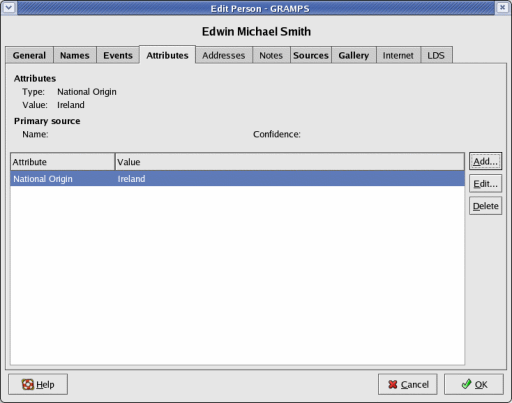 Edit Person - GRAMPS
Edwin Michael Smith
General Names Events Attributes Addresses Notes Sources Gallery Internet LDS
Attributes
Type: National Origin
Value: Ireland
Primary source
Name: Confidence:
Attribute Value
National Origin Ireland
Add...
Edit...
Delete
Help Cancel OK